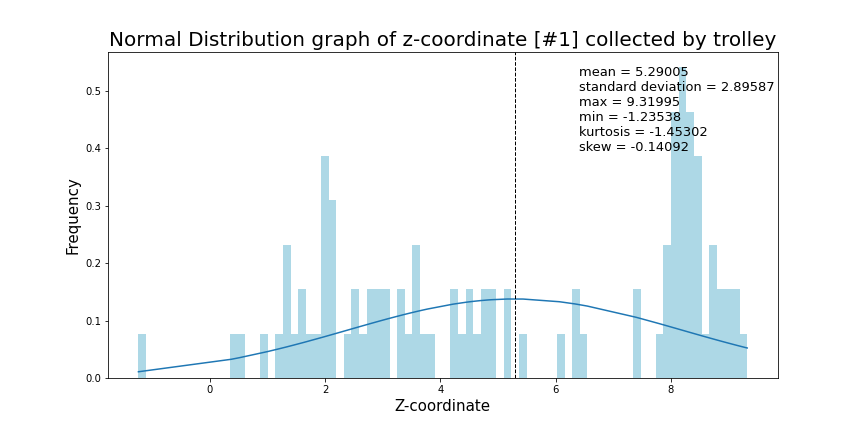 Normal Distribution graph of z-coordinate [#1] collected by trolley
mean = 5.29005
standard deviation = 2.89587
max = 9.31995
min = -1.23538
kurtosis = -1.45302
skew = -0.14092
Frequency
0.5
0.4
0.3
0.2
0.1
0.0
0 2 4 6 8
Z-coordinate